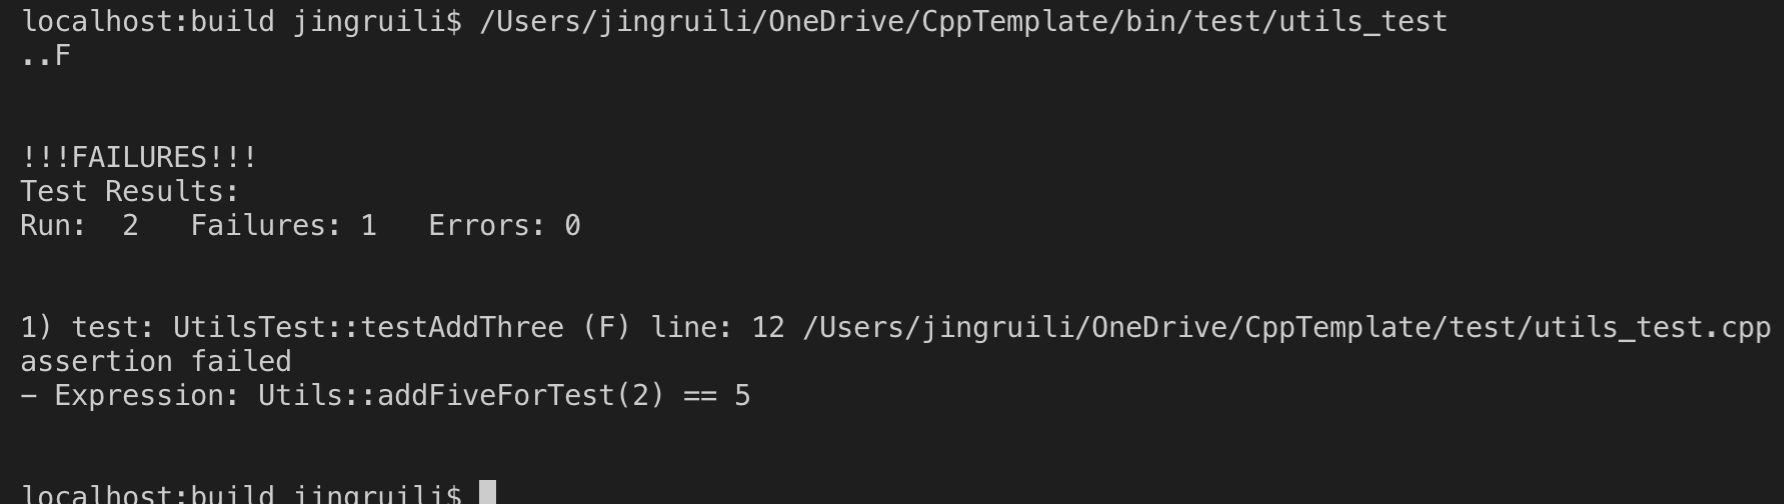 localhost:build jingruili$ /Users/jingruili/OneDrive/CppTemplate/bin/test/utils_test
..F
!!!FAILURES!!!
Test Results:
Run:  2   Failures: 1   Errors: 0
1) test: UtilsTest::testAddThree (F) line: 12 /Users/jingruili/OneDrive/CppTemplate/test/utils_test.cpp
assertion failed
- Expression: Utils::addFiveForTest(2) == 5
localhost:build jingruili$